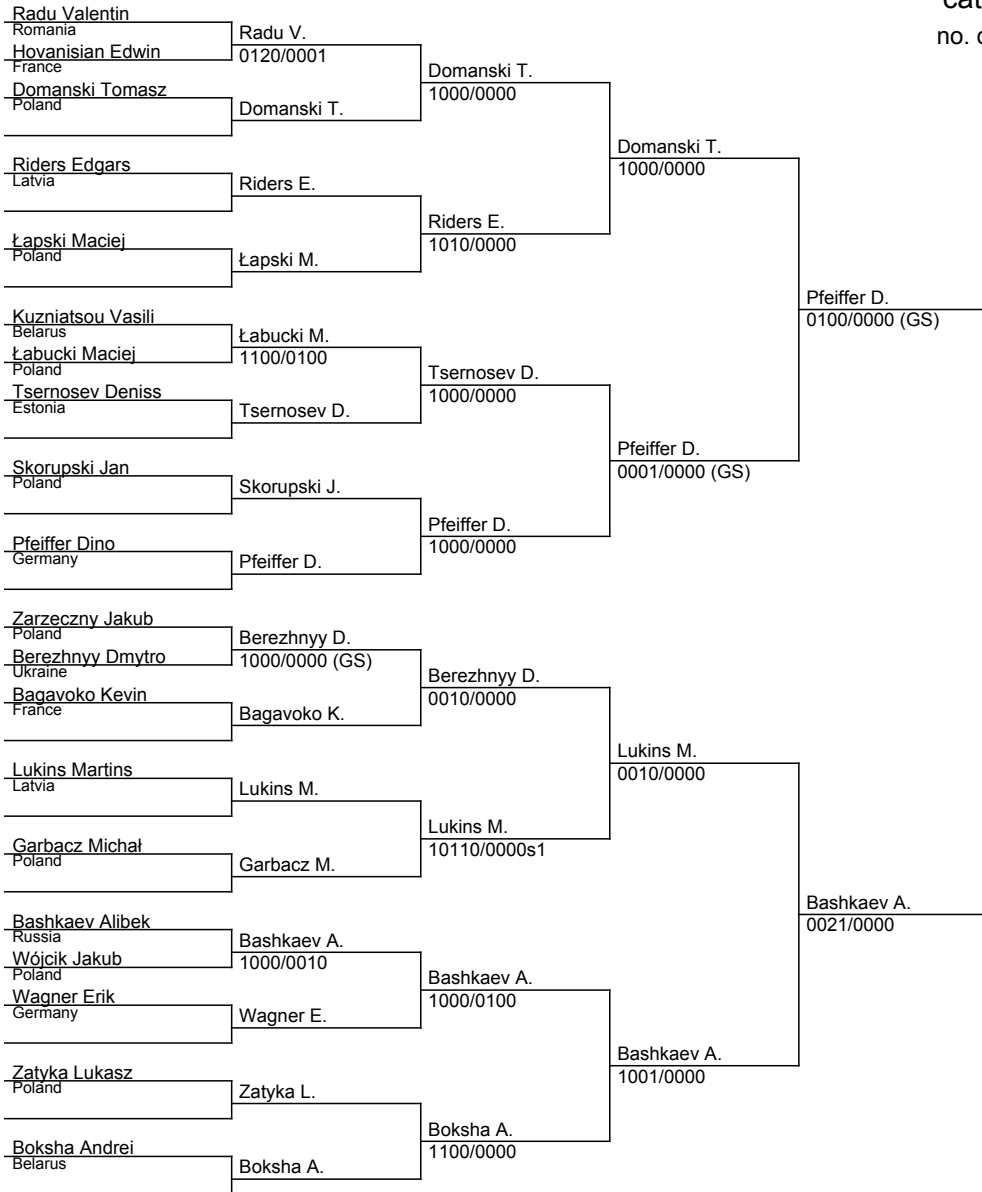 Radu Valentin
Romania
Hovanisian Edwin
France
Domanski Tomasz
Poland
Riders Edgars
Latvia
Łapski Maciej
Poland
Kuzniatsou Vasili
Belarus
Łabucki Maciej
Poland
Tsernosev Deniss
Estonia
Skorupski Jan
Poland
Pfeiffer Dino
Germany
Zarzeczny Jakub
Poland
Berezhnyy Dmytro
Ukraine
Bagavoko Kevin
France
Lukins Martins
Latvia
Garbacz Michał
Poland
Bashkaev Alibek
Russia
Wójcik Jakub
Poland
Wagner Erik
Germany
Zatyka Lukasz
Poland
Boksha Andrei
Belarus
Radu V.
0120/0001
Domanski T.
Riders E.
Łapski M.
Łabucki M.
1100/0100
Tsernosev D.
Skorupski J.
Pfeiffer D.
Berezhnyy D.
1000/0000 (GS)
Bagavoko K.
Lukins M.
Garbacz M.
Bashkaev A.
1000/0010
Wagner E.
Zatyka L.
Boksha A.
Domanski T.
1000/0000
Riders E.
1010/0000
Tsernosev D.
1000/0000
Pfeiffer D.
1000/0000
Berezhnyy D.
0010/0000
Lukins M.
10110/0000s1
Bashkaev A.
1000/0100
Boksha A.
1100/0000
Domanski T.
1000/0000
Pfeiffer D.
0001/0000 (GS)
Lukins M.
0010/0000
Bashkaev A.
1001/0000
Pfeiffer D.
0100/0000 (GS)
Bashkaev A.
0021/0000
cat
no.